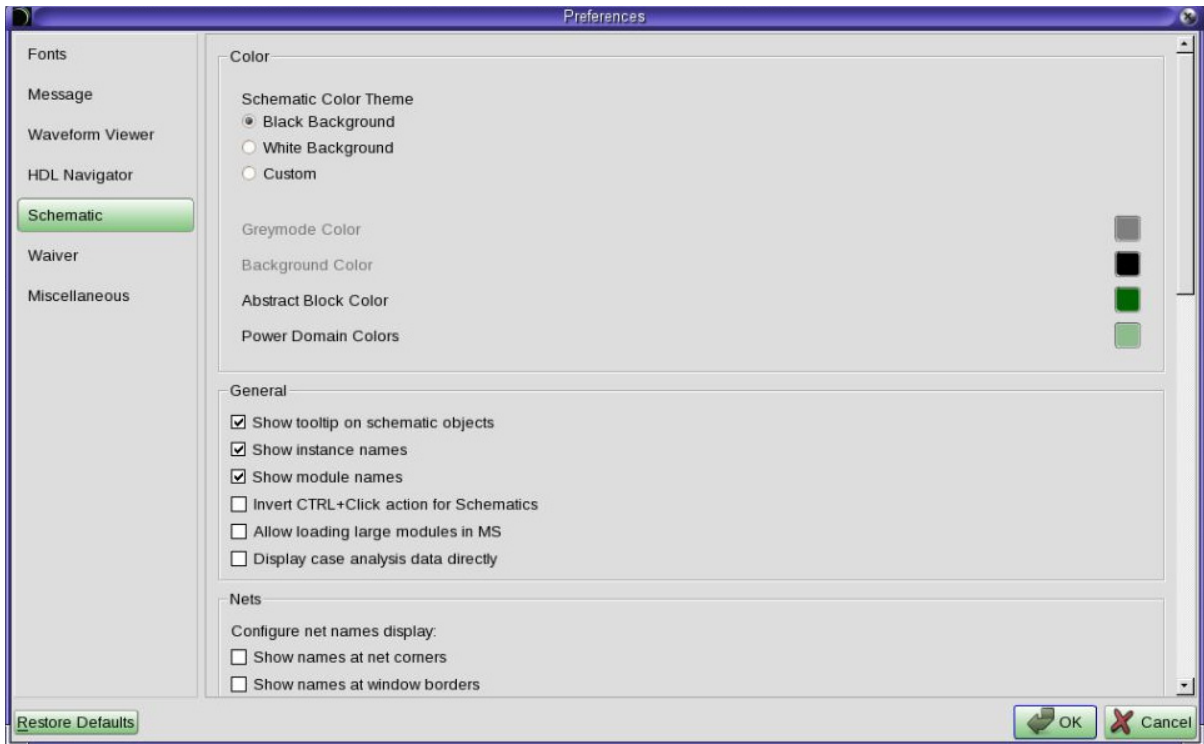 Preferences
Fonts
Message
Waveform Viewer
HDL Navigator
Schematic
Waiver
Miscellaneous
Color
Schematic Color Theme
Black Background
White Background
Custom
Greymode Color
Background Color
Abstract Block Color
Power Domain Colors
General
Show tooltip on schematic objects
Show instance names
Show module names
Invert CTRL+Click action for Schematics
Allow loading large modules in MS
Display case analysis data directly
Nets
Configure net names display:
Show names at net corners
Show names at window borders
Restore Defaults
OK
Cancel